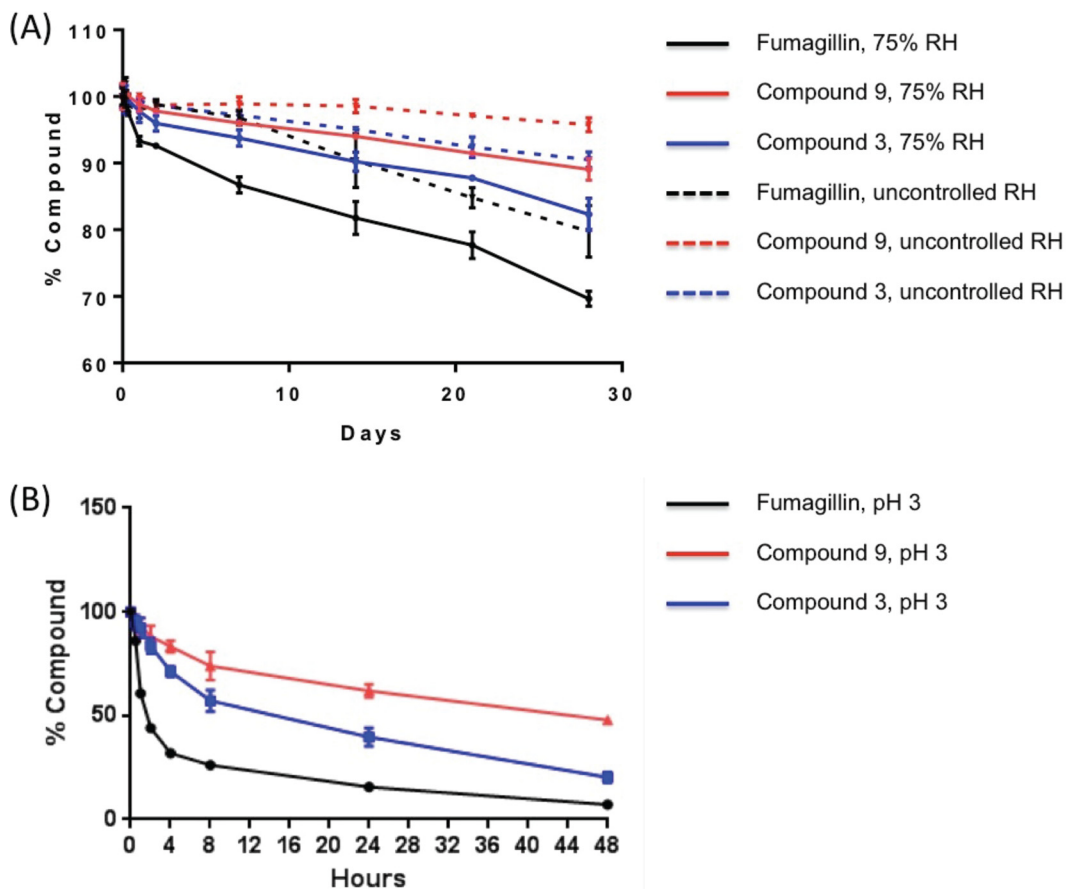 (A)
110
100
90
80
70
60
% Compound
0 10 20 30
Days
Fumagillin, 75% RH
Compound 9, 75% RH
Compound 3, 75% RH
Fumagillin, uncontrolled RH
Compound 9, uncontrolled RH
Compound 3, uncontrolled RH
(B)
150
100
50
0
% Compound
0 4 8 12 16 20 24 28 32 36 40 44 48
Hours
Fumagillin, pH 3
Compound 9, pH 3
Compound 3, pH 3